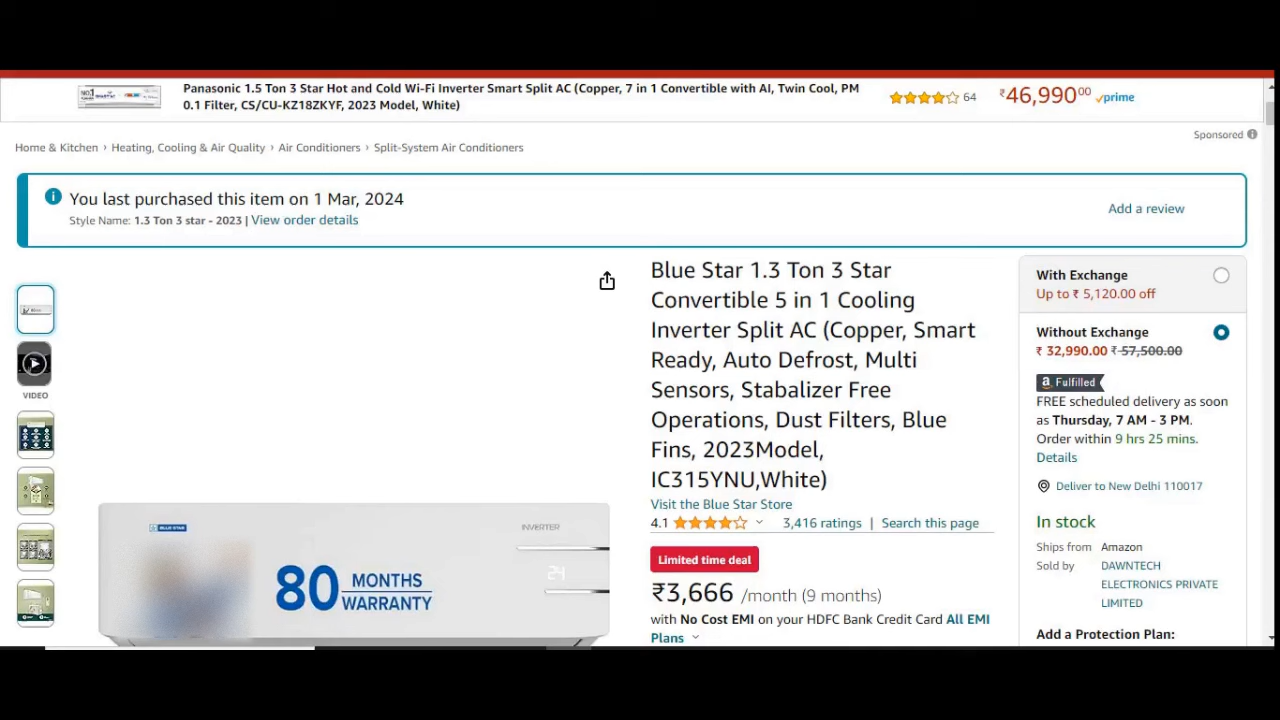 Panasonic 1.5 Ton 3 Star Hot and Cold Wi-Fi Inverter Smart Split AC (Copper, 7 in 1 Convertible with AI, Twin Cool, PM
0.1 Filter, CS/CU-KZ18ZKYF, 2023 Model, White)
64
₹46,990.00
prime
Sponsored
Home & Kitchen › Heating, Cooling & Air Quality › Air Conditioners › Split-System Air Conditioners
You last purchased this item on 1 Mar, 2024
Style Name: 1.3 Ton 3 star - 2023 | View order details
Add a review
VIDEO
BLUE STAR
INVERTER
24
80 MONTHS
WARRANTY
Blue Star 1.3 Ton 3 Star
Convertible 5 in 1 Cooling
Inverter Split AC (Copper, Smart
Ready, Auto Defrost, Multi
Sensors, Stabalizer Free
Operations, Dust Filters, Blue
Fins, 2023Model,
IC315YNU,White)
Visit the Blue Star Store
4.1 3,416 ratings | Search this page
Limited time deal
₹3,666 /month (9 months)
with No Cost EMI on your HDFC Bank Credit Card All EMI
Plans
With Exchange
Up to ₹ 5,120.00 off
Without Exchange
₹ 32,990.00 ₹ 57,500.00
a Fulfilled
FREE scheduled delivery as soon
as Thursday, 7 AM - 3 PM.
Order within 9 hrs 25 mins.
Details
Deliver to New Delhi 110017
In stock
Ships from Amazon
Sold by DAWNTECH
ELECTRONICS PRIVATE
LIMITED
Add a Protection Plan: